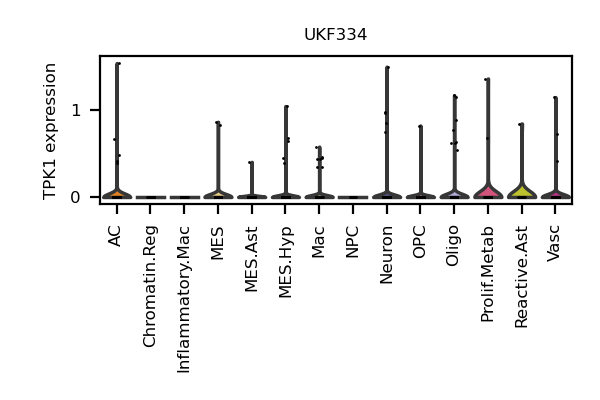 UKF334
TPK1 expression
1
0
AC
Chromatin.Reg
Inflammatory.Mac
MES
MES.Ast
MES.Hyp
Mac
NPC
Neuron
OPC
Oligo
Prolif.Metab
Reactive.Ast
Vasc